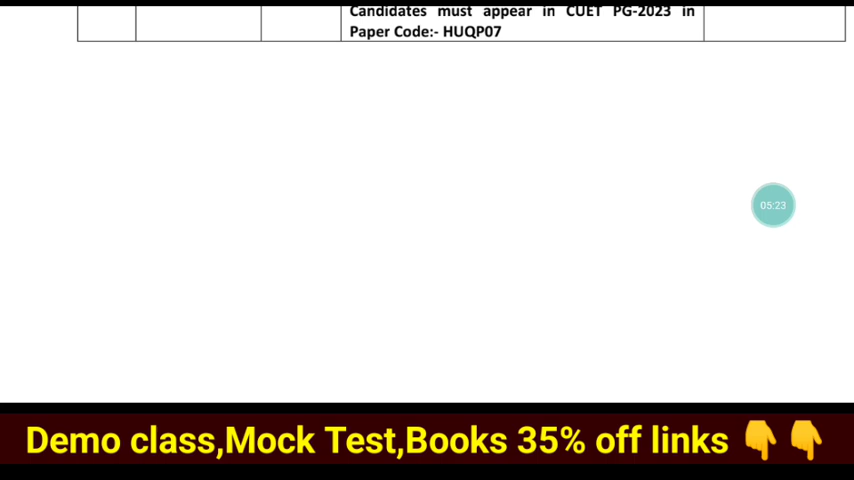 Candidates must appear in CUET PG-2023 in
Paper Code:- HUQP07
05:23
Demo class,Mock Test,Books 35% off links 👇👇